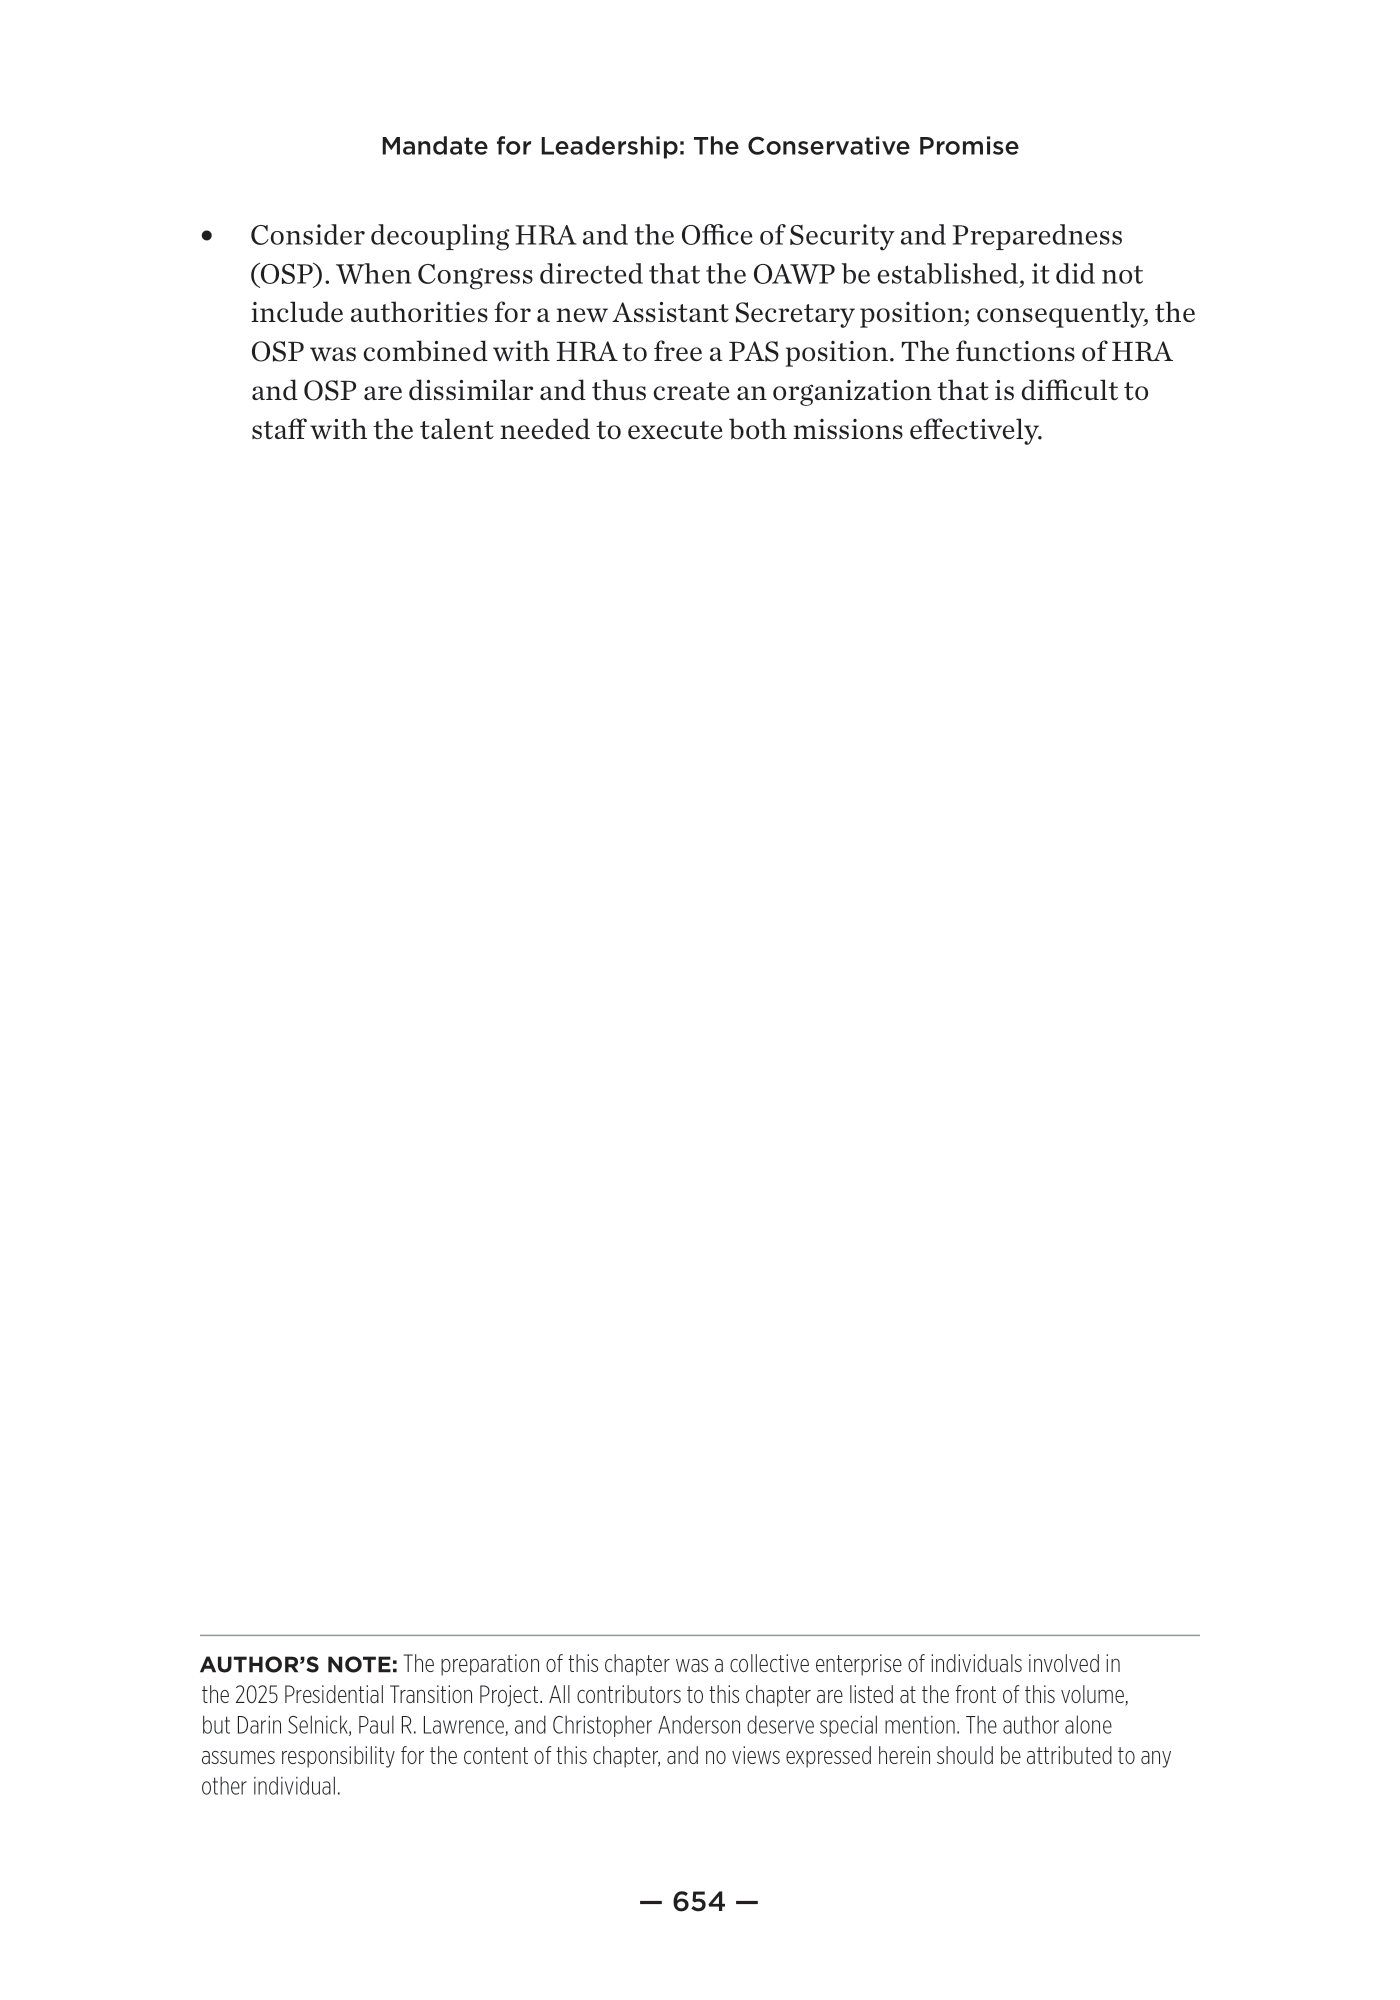 Mandate for Leadership: The Conservative Promise
• Consider decoupling HRA and the Office of Security and Preparedness
(OSP). When Congress directed that the OAWP be established, it did not
include authorities for a new Assistant Secretary position; consequently, the
OSP was combined with HRA to free a PAS position. The functions of HRA
and OSP are dissimilar and thus create an organization that is difficult to
staff with the talent needed to execute both missions effectively.
AUTHOR’S NOTE: The preparation of this chapter was a collective enterprise of individuals involved in
the 2025 Presidential Transition Project. All contributors to this chapter are listed at the front of this volume,
but Darin Selnick, Paul R. Lawrence, and Christopher Anderson deserve special mention. The author alone
assumes responsibility for the content of this chapter, and no views expressed herein should be attributed to any
other individual.
— 654 —